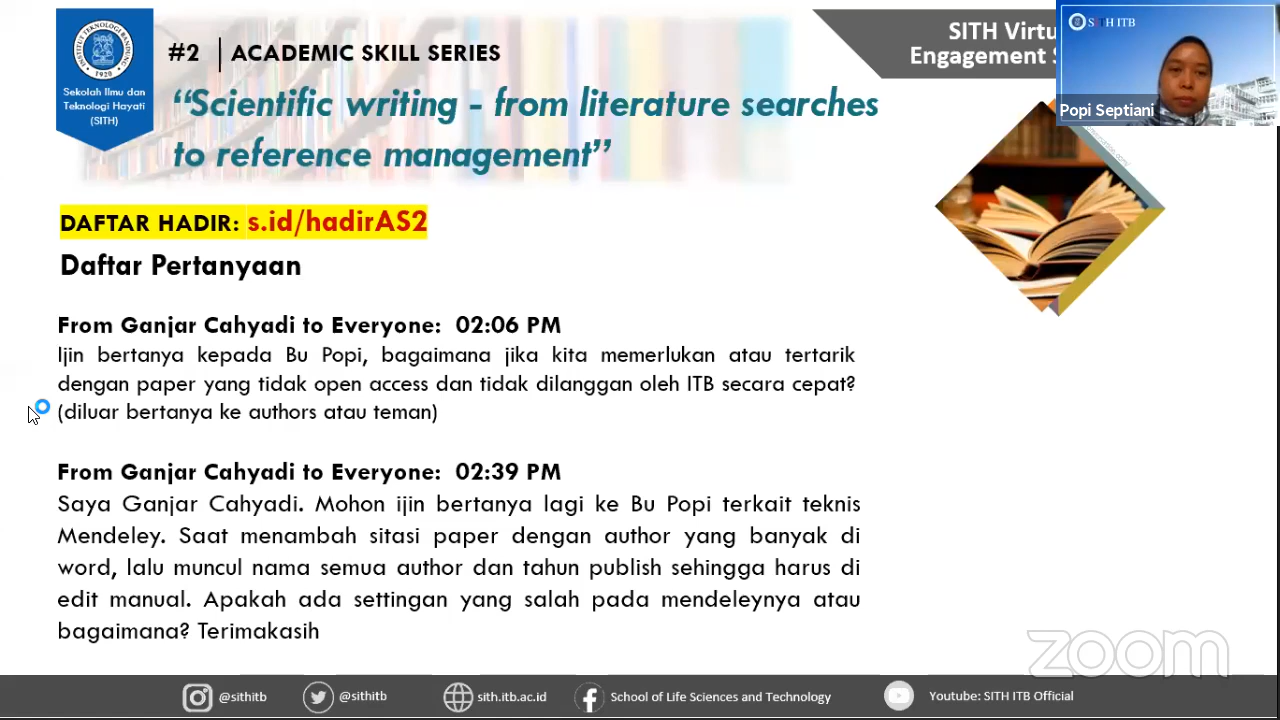 INSTITUT TEKNOLOGI BANDUNG
1920
Sekolah Ilmu dan
Teknologi Hayati
(SITH)
#2 | ACADEMIC SKILL SERIES
“Scientific writing - from literature searches
to reference management”
SITH Virtu
Engagement S
SITH ITB
Popi Septiani
DAFTAR HADIR: s.id/hadirAS2
Daftar Pertanyaan
From Ganjar Cahyadi to Everyone: 02:06 PM
Ijin bertanya kepada Bu Popi, bagaimana jika kita memerlukan atau tertarik
dengan paper yang tidak open access dan tidak dilanggan oleh ITB secara cepat?
(diluar bertanya ke authors atau teman)
From Ganjar Cahyadi to Everyone: 02:39 PM
Saya Ganjar Cahyadi. Mohon ijin bertanya lagi ke Bu Popi terkait teknis
Mendeley. Saat menambah sitasi paper dengan author yang banyak di
word, lalu muncul nama semua author dan tahun publish sehingga harus di
edit manual. Apakah ada settingan yang salah pada mendeleynya atau
bagaimana? Terimakasih
zoom
@sithitb
@sithitb
sith.itb.ac.id
School of Life Sciences and Technology
Youtube: SITH ITB Official